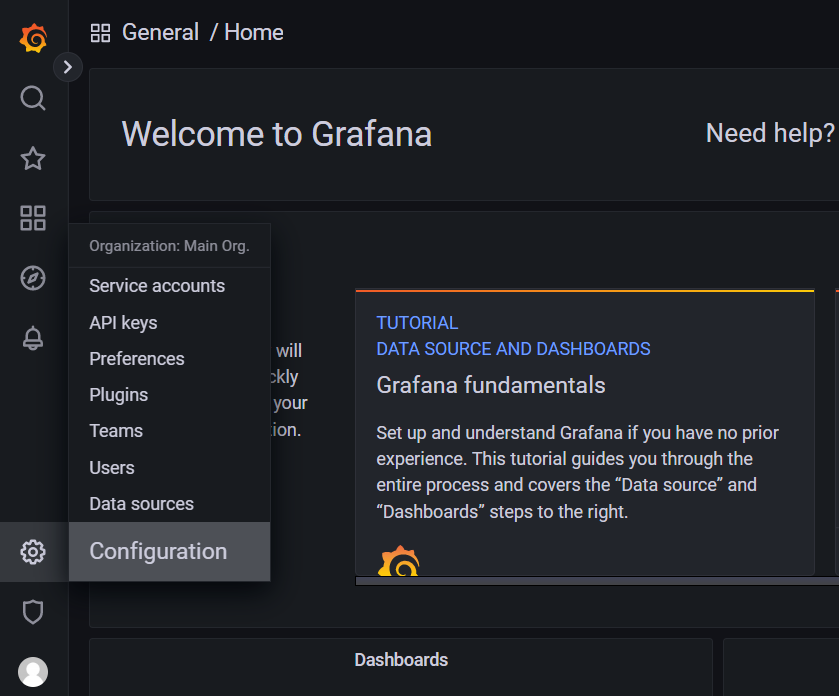 General / Home
Welcome to Grafana
Need help?
Organization: Main Org.
Service accounts
API keys
Preferences
Plugins
Teams
Users
Data sources
Configuration
will
your
TUTORIAL
DATA SOURCE AND DASHBOARDS
Grafana fundamentals
Set up and understand Grafana if you have no prior
experience. This tutorial guides you through the
entire process and covers the “Data source” and
“Dashboards” steps to the right.
Dashboards